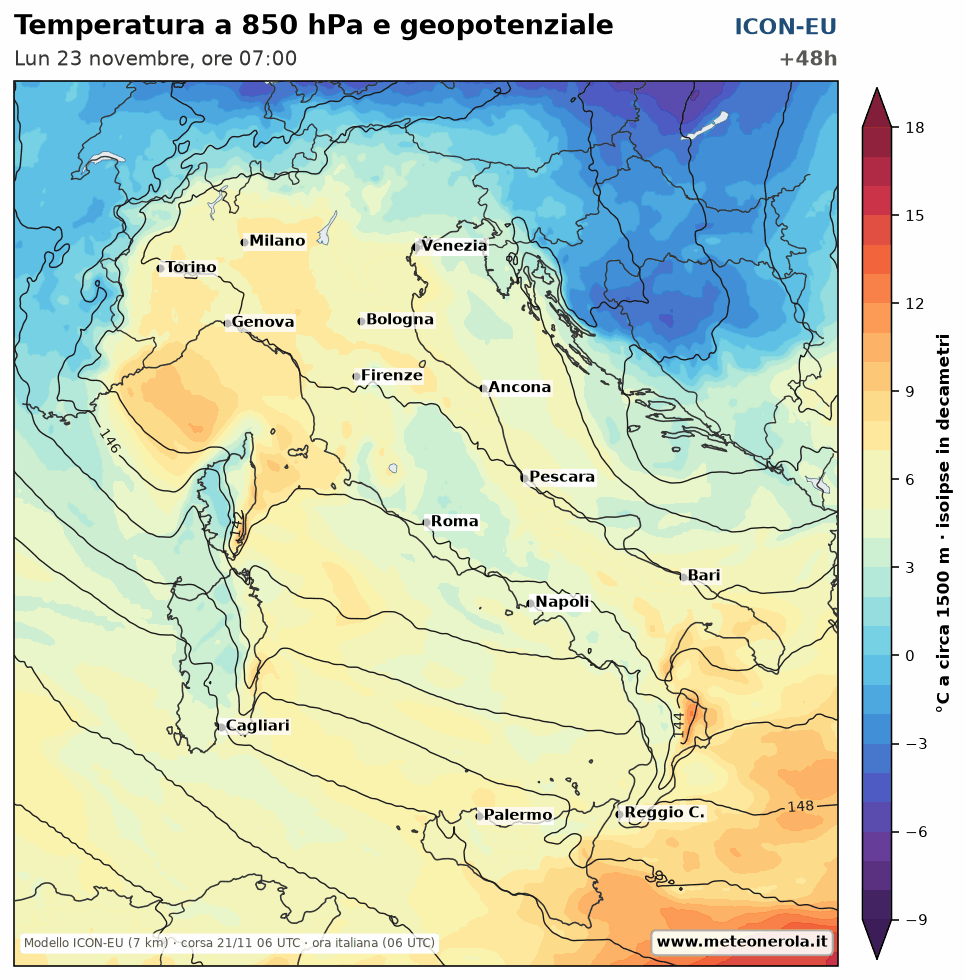 Temperatura a 850 hPa e geopotenziale
ICON-EU
Lun 23 novembre, ore 07:00
+48h
18
15
12
9
6
3
0
−3
−6
−9
°C a circa 1500 m · isoipse in decametri
Milano
Venezia
Torino
Genova
Bologna
Firenze
Ancona
146
Pescara
142
Roma
Bari
Napoli
144
Cagliari
148
Palermo
Reggio C.
Modello ICON-EU (7 km) · corsa 21/11 06 UTC · ora italiana (06 UTC)
www.meteonerola.it